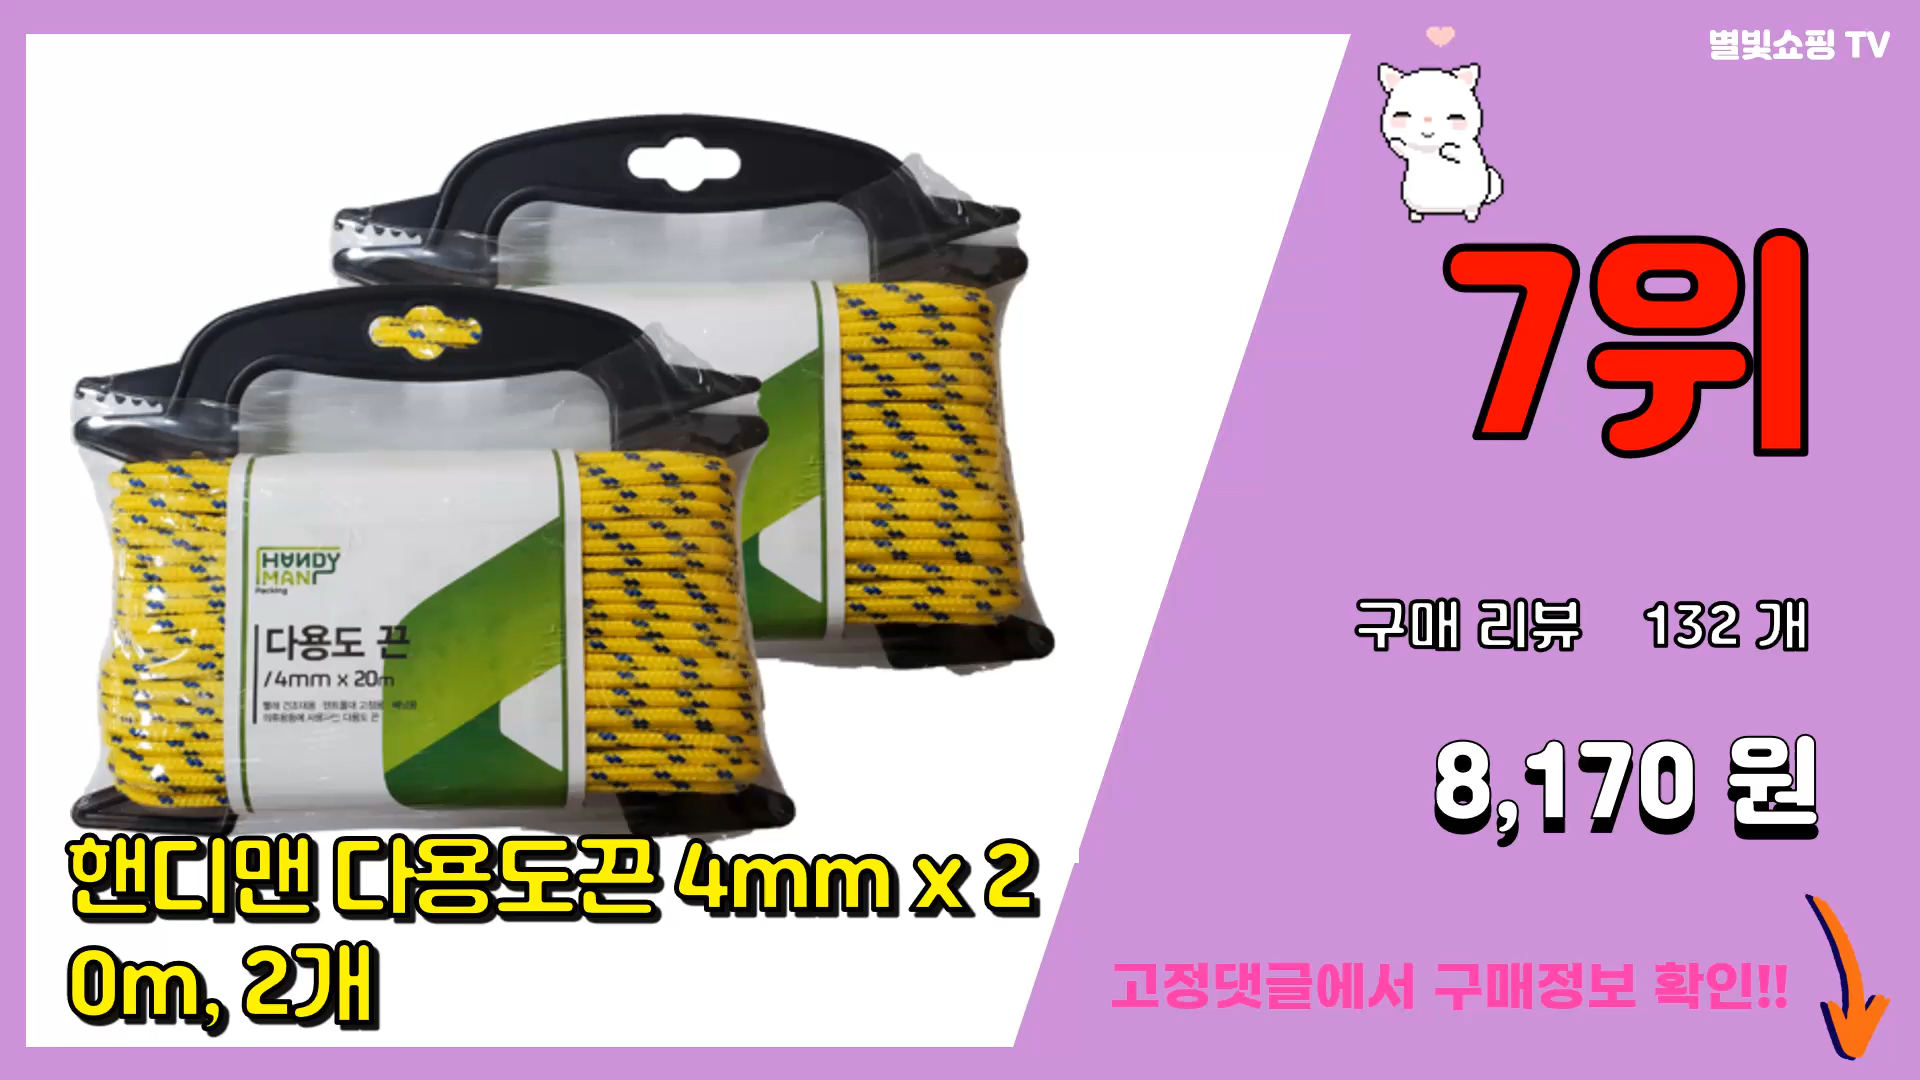 별빛쇼핑 TV
7위
HANDY
MAN
Packing
다용도 끈
/4mm x 20m
구매 리뷰 132 개
8,170 원
핸디맨 다용도끈 4mm x 2
0m, 2개
고정댓글에서 구매정보 확인!!